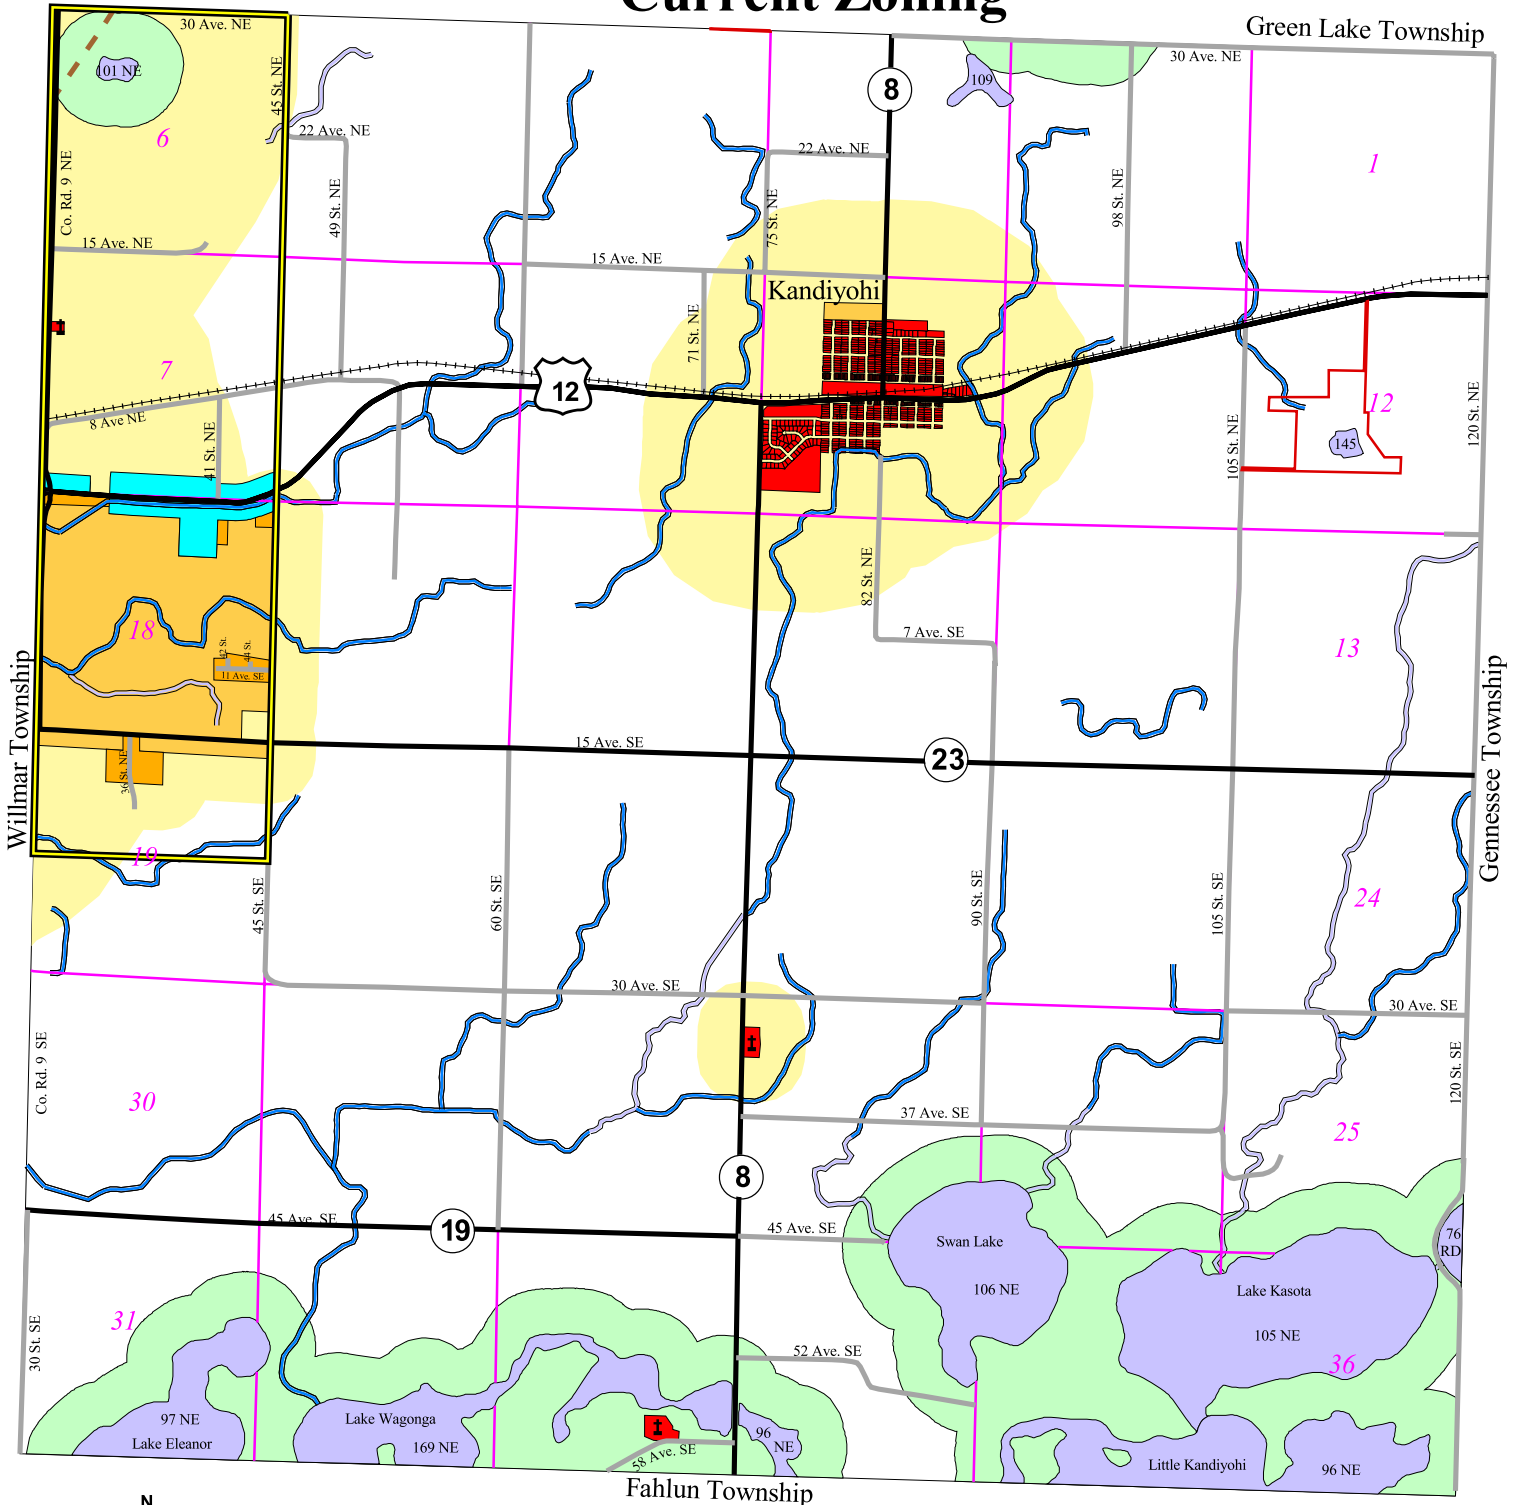 Current Zoning
Green Lake Township
30 Ave. NE
30 Ave. NE
101 NE
45 St. NE
109
8
6
22 Ave. NE
22 Ave. NE
1
Co. Rd. 9 NE
49 St. NE
75 St. NE
98 St. NE
15 Ave. NE
15 Ave. NE
Kandiyohi
71 St. NE
7
12
12
8 Ave NE
41 St. NE
105 St. NE
145
120 St. NE
82 St. NE
18
42 St.
44 St.
11 Ave. SE
7 Ave. SE
13
Willmar Township
Gennessee Township
15 Ave. SE
23
36 St. NE
19
45 St. SE
60 St. SE
90 St. SE
105 St. SE
24
30 Ave. SE
30 Ave. SE
Co. Rd. 9 SE
120 St. SE
30
37 Ave. SE
25
8
45 Ave. SE
19
45 Ave. SE
Swan Lake
106 NE
76
RD
Lake Kasota
105 NE
31
30 St. SE
52 Ave. SE
36
97 NE
Lake Eleanor
Lake Wagonga
169 NE
58 Ave. SE
96
NE
Little Kandiyohi
96 NE
Fahlun Township
N